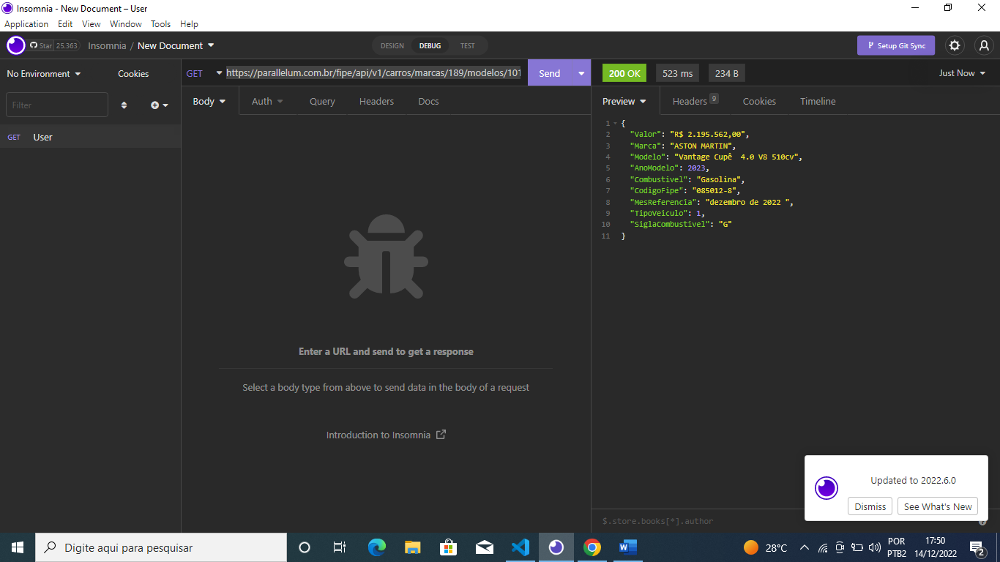 Insomnia - New Document – User
Application Edit View Window Tools Help
Star 25.363 Insomnia / New Document DESIGN DEBUG TEST Setup Git Sync
No Environment Cookies GET https://parallelum.com.br/fipe/api/v1/carros/marcas/189/modelos/101 Send 200 OK 523 ms 234 B Just Now
Filter Body Auth Query Headers Docs Preview Headers 9 Cookies Timeline
GET User
1 {
2 "Valor": "R$ 2.195.562,00",
3 "Marca": "ASTON MARTIN",
4 "Modelo": "Vantage Cupê  4.0 V8 510cv",
5 "AnoModelo": 2023,
6 "Combustivel": "Gasolina",
7 "CodigoFipe": "085012-8",
8 "MesReferencia": "dezembro de 2022 ",
9 "TipoVeiculo": 1,
10 "SiglaCombustivel": "G"
11 }
Enter a URL and send to get a response
Select a body type from above to send data in the body of a request
Introduction to Insomnia
Updated to 2022.6.0
Dismiss See What's New
$.store.books[*].author
Digite aqui para pesquisar 28°C POR PTB2 17:50 14/12/2022 2